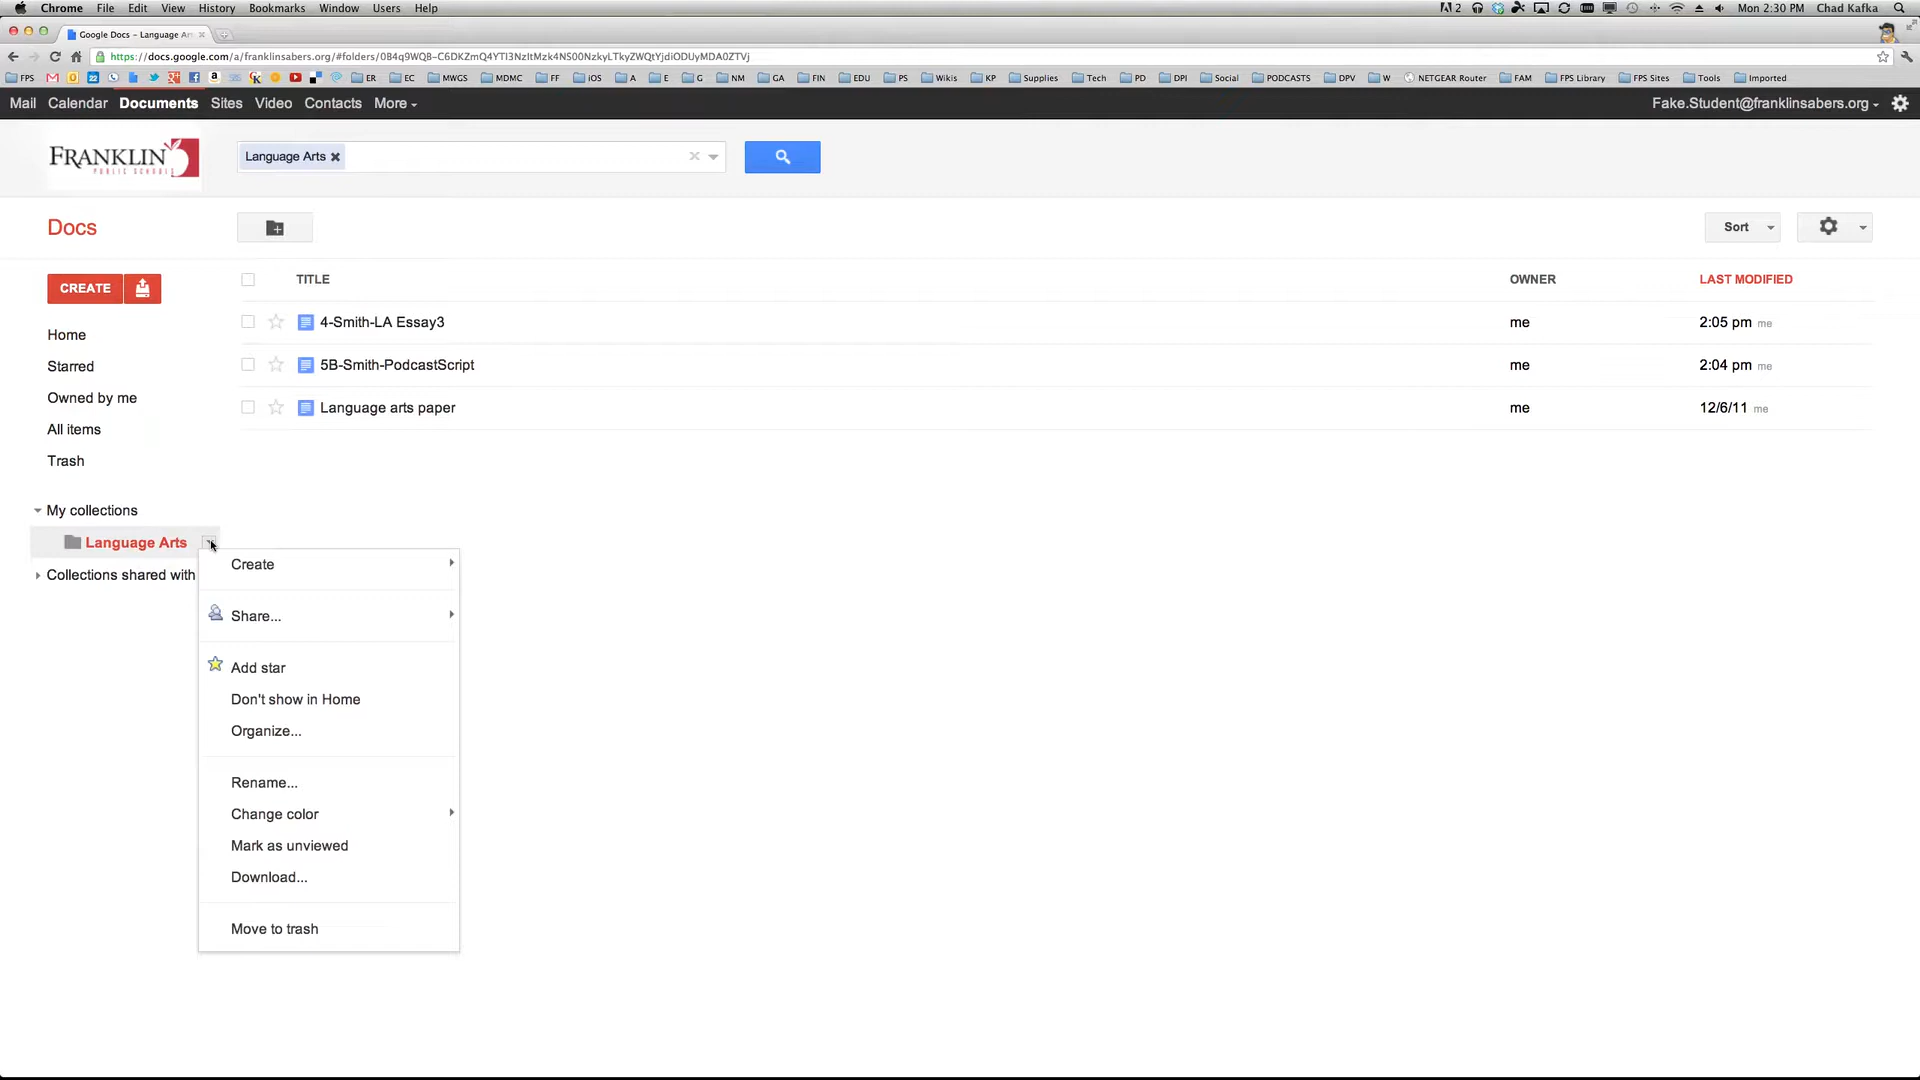 Chrome File Edit View History Bookmarks Window Users Help 2 Mon 2:30 PM Chad Kafka
Google Docs – Language Ar
https://docs.google.com/a/franklinsabers.org/#folders/0B4q9WQB-C6DKZmQ4YTI3NzItMzk4NS00NzkyLTkyZWQtYjdiODUyMDA0ZTVj
FPS ER EC MWGS MDMC FF iOS A E G NM GA FIN EDU PS Wikis KP Supplies Tech PD DPI Social PODCASTS DPV W NETGEAR Router FAM FPS Library FPS Sites Tools Imported
Mail Calendar Documents Sites Video Contacts More Fake.Student@franklinsabers.org
FRANKLIN
PUBLIC SCHOOLS
Language Arts
Docs
Sort
CREATE
TITLE OWNER LAST MODIFIED
4-Smith-LA Essay3 me 2:05 pm me
5B-Smith-PodcastScript me 2:04 pm me
Language arts paper me 12/6/11 me
Home
Starred
Owned by me
All items
Trash
My collections
Language Arts
Collections shared with
Create
Share...
Add star
Don't show in Home
Organize...
Rename...
Change color
Mark as unviewed
Download...
Move to trash